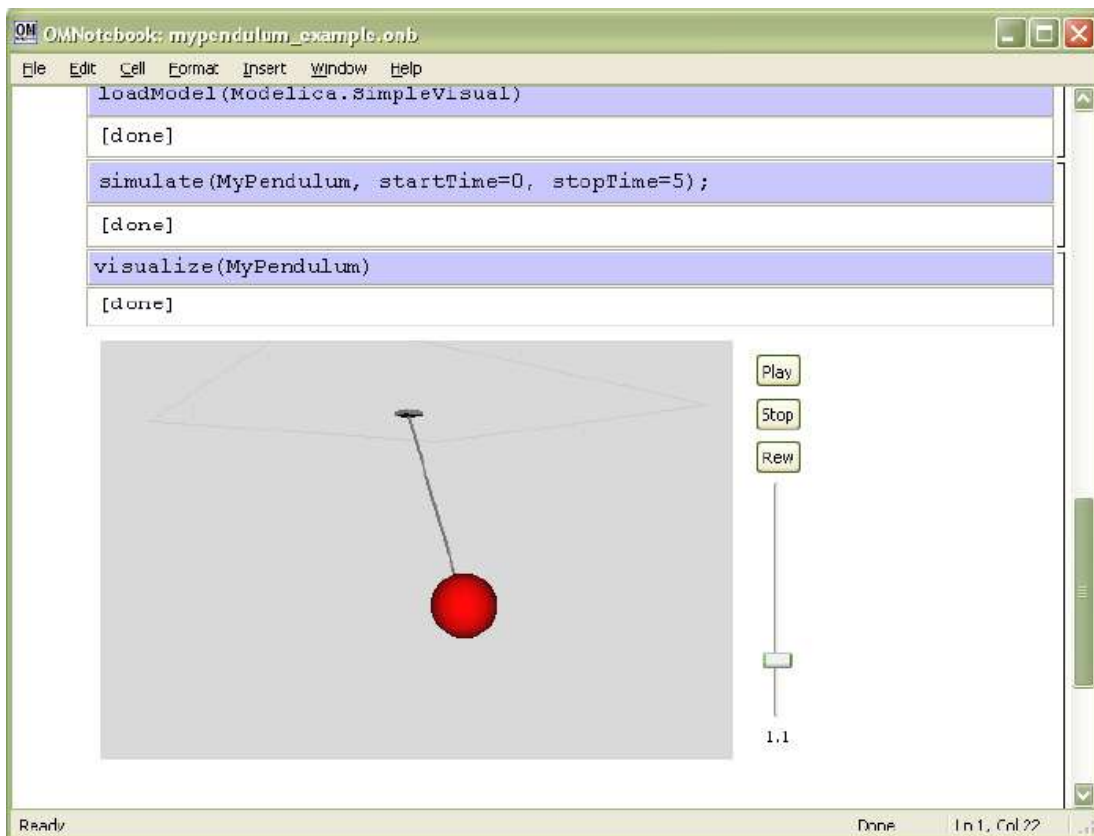 OM OMNotebook: mypendulum_example.onb
File Edit Cell Format Insert Window Help
loadModel(Modelica.SimpleVisual)
[done]
simulate(MyPendulum, startTime=0, stopTime=5);
[done]
visualize(MyPendulum)
[done]
Play
Stop
Rew
1.1
Ready Done Ln 1, Col 22